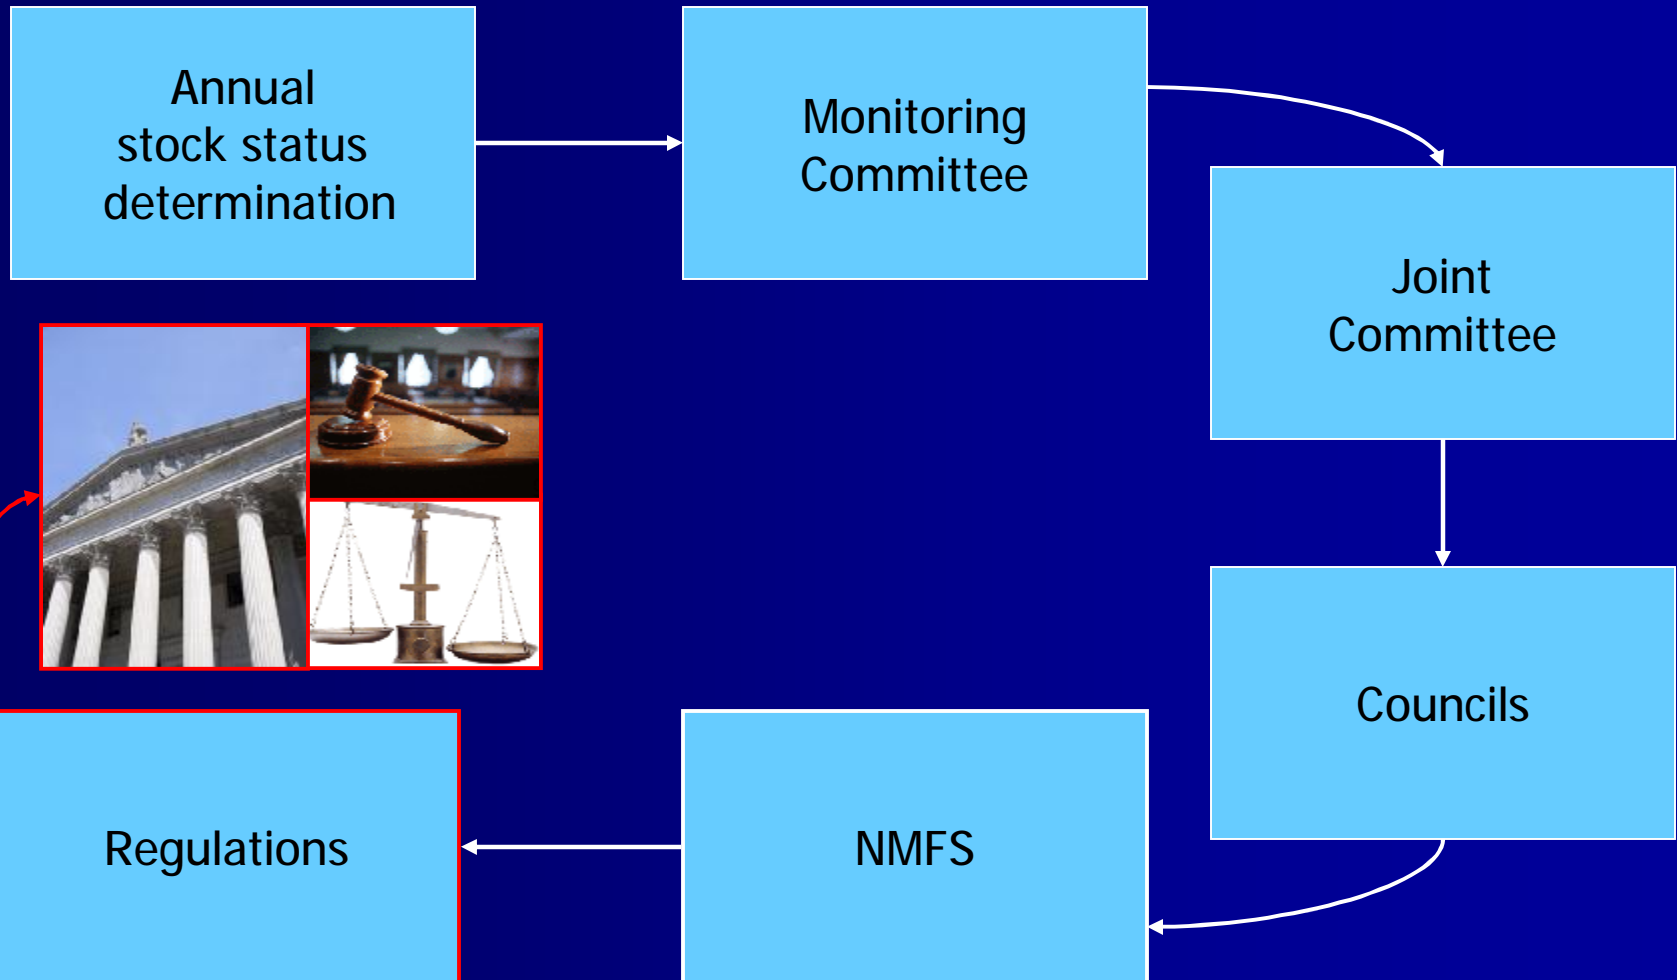 Annual
stock status
determination
Monitoring
Committee
Joint
Committee
Councils
NMFS
Regulations